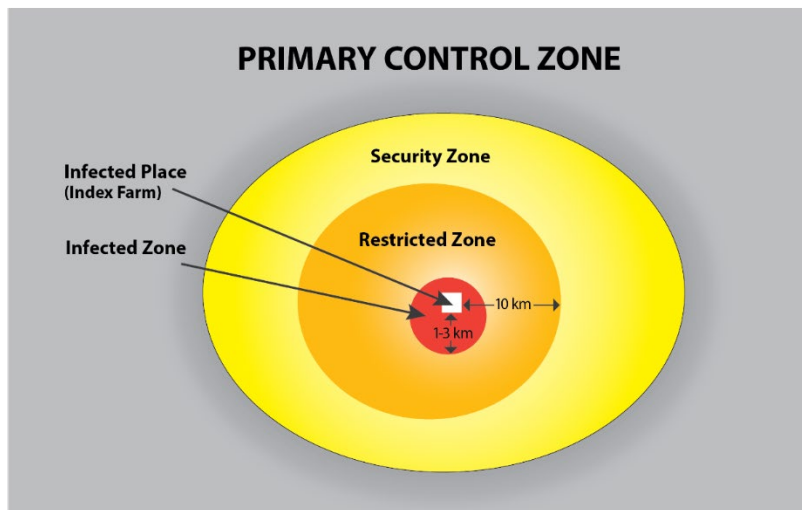 PRIMARY CONTROL ZONE
Security Zone
Infected Place
(Index Farm)
Restricted Zone
Infected Zone
10 km
1-3 km